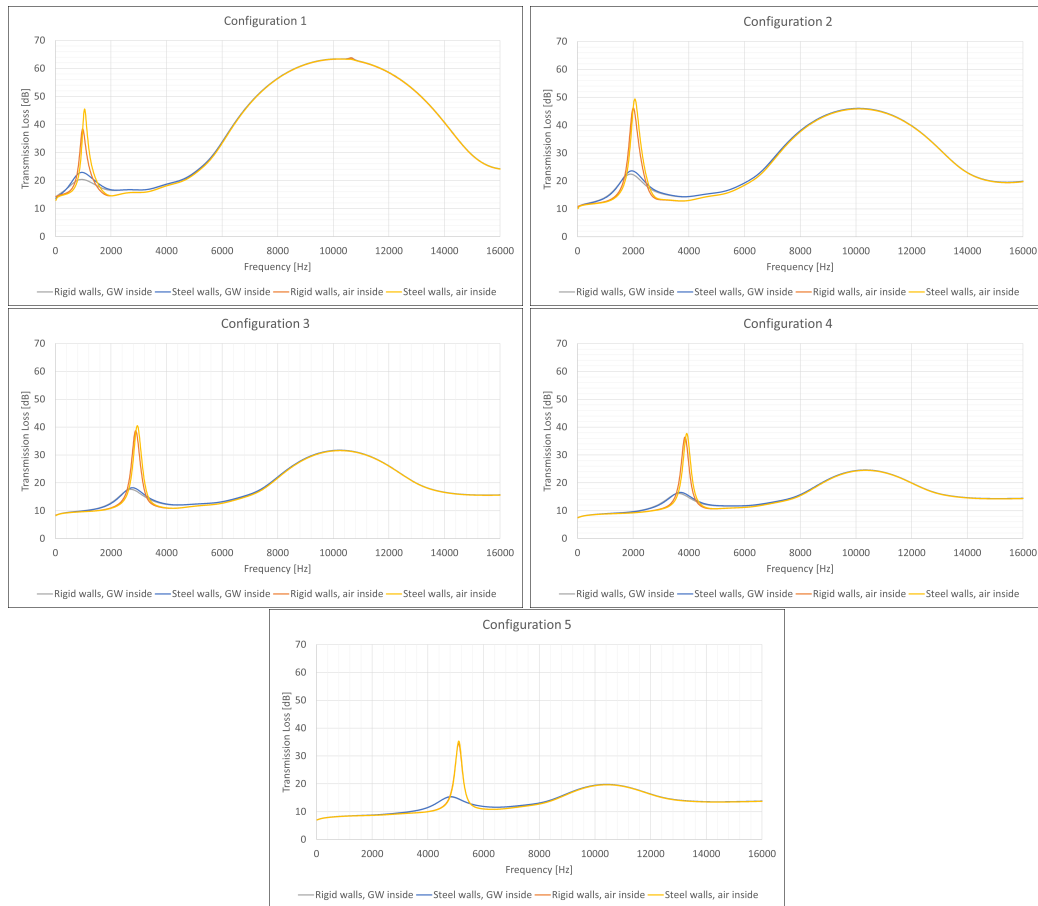 Configuration 1
70
60
50
40
30
20
10
0
Transmission Loss [dB]
0 2000 4000 6000 8000 10000 12000 14000 16000
Frequency [Hz]
Rigid walls, GW inside Steel walls, GW inside Rigid walls, air inside Steel walls, air inside
Configuration 2
70
60
50
40
30
20
10
0
Transmission Loss [dB]
0 2000 4000 6000 8000 10000 12000 14000 16000
Frequency [Hz]
Rigid walls, GW inside Steel walls, GW inside Rigid walls, air inside Steel walls, air inside
Configuration 3
70
60
50
40
30
20
10
0
Transmission Loss [dB]
0 2000 4000 6000 8000 10000 12000 14000 16000
Frequency [Hz]
Rigid walls, GW inside Steel walls, GW inside Rigid walls, air inside Steel walls, air inside
Configuration 4
70
60
50
40
30
20
10
0
Transmission Loss [dB]
0 2000 4000 6000 8000 10000 12000 14000 16000
Frequency [Hz]
Rigid walls, GW inside Steel walls, GW inside Rigid walls, air inside Steel walls, air inside
Configuration 5
70
60
50
40
30
20
10
0
Transmission Loss [dB]
0 2000 4000 6000 8000 10000 12000 14000 16000
Frequency [Hz]
Rigid walls, GW inside Steel walls, GW inside Rigid walls, air inside Steel walls, air inside